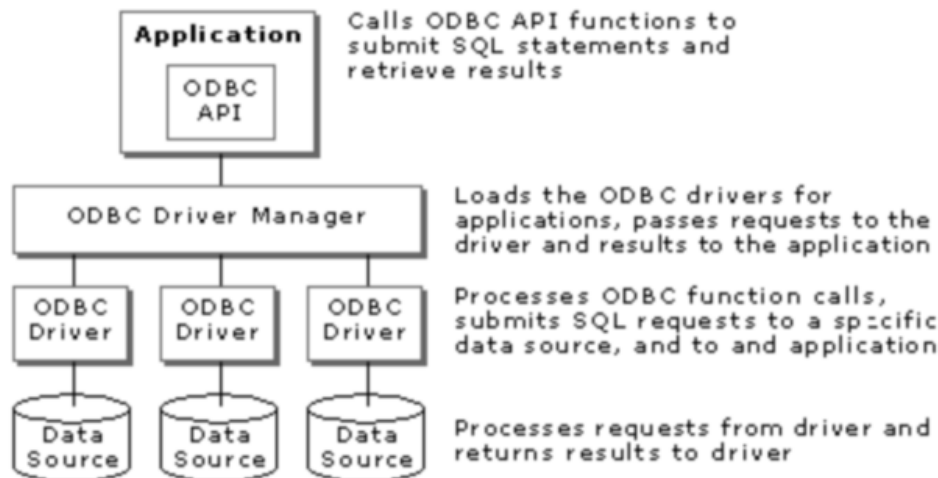 Application
ODBC
API
Calls ODBC API functions to
submit SQL statements and
retrieve results
ODBC Driver Manager
Loads the ODBC drivers for
applications, passes requests to the
driver and results to the application
ODBC
Driver
ODBC
Driver
ODBC
Driver
Processes ODBC function calls,
submits SQL requests to a specific
data source, and to and application
Data
Source
Data
Source
Data
Source
Processes requests from driver and
returns results to driver